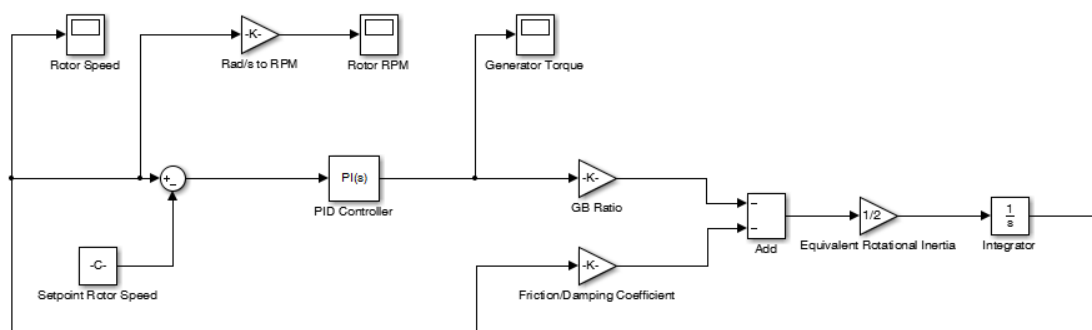 -K-
Rotor Speed
Rad/s to RPM
Rotor RPM
Generator Torque
+
−
PI(s)
PID Controller
-K-
GB Ratio
−
−
Add
1/2
Equivalent Rotational Inertia
1
s
Integrator
-C-
Setpoint Rotor Speed
-K-
Friction/Damping Coefficient